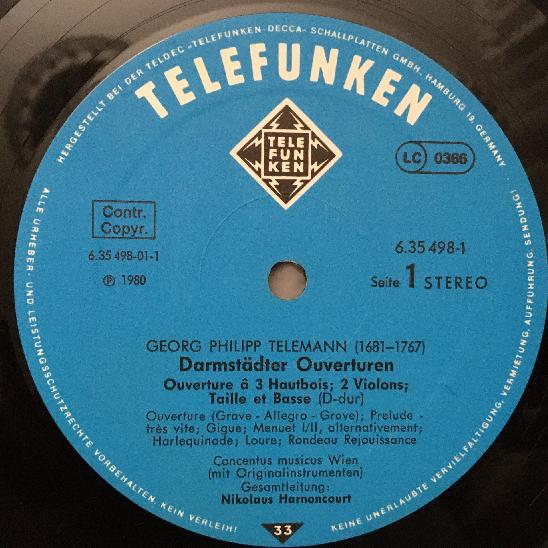 HERGESTELLT BEI DER TELDEC »TELEFUNKEN-DECCA« SCHALLPLATTEN GMBH, HAMBURG 19, GERMANY
TELEFUNKEN
TELE
FUN
KEN
LC 0366
Contr.
Copyr.
6.35 498-01-1
℗ 1980
6.35 498-1
Seite 1 STEREO
GEORG PHILIPP TELEMANN (1681–1767)
Darmstädter Ouverturen
Ouverture â 3 Hautbois; 2 Violons;
Taille et Basse (D-dur)
Ouverture (Grave - Allegro - Grave); Prelude -
très vite; Gigue; Menuet I/II, alternativement;
Harlequinade; Loure; Rondeau Rejouissance
Concentus musicus Wien
(mit Originalinstrumenten)
Gesamtleitung:
Nikolaus Harnoncourt
33
ALLE URHEBER- UND LEISTUNGSSCHUTZRECHTE VORBEHALTEN. KEIN VERLEIH!
KEINE UNERLAUBTE VERVIELFÄLTIGUNG, VERMIETUNG, AUFFÜHRUNG, SENDUNG!